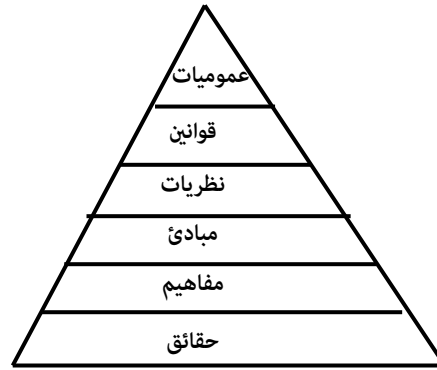 عموميات
قوانين
نظريات
مبادئ
مفاهيم
حقائق